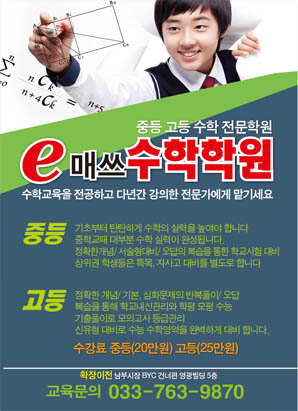 중등 고등 수학 전문학원
e 매쓰 수학학원
수학교육을 전공하고 다년간 강의한 전문가에게 맡기세요
중등
기초부터 탄탄하게 수학의 실력을 높여야 합니다
중학교때 대부분 수학 실력이 완성됩니다.
정확한개념/ 서술형대비/ 오답의 복습을 통한 학교시험 대비
상위권 학생들은 특목, 자사고 대비를 별도로 합니다
고등
정확한 개념/ 기본, 심화문제의 반복풀이/ 오답
복습을 통해 학교내신관리와 학평 모평 수능
기출풀이로 모의고사 등급관리
신유형 대비로 수능 수학영역을 완벽하게 대비 합니다.
수강료 중등(20만원) 고등(25만원)
확장이전 남부시장 BYC 건너편 영광빌딩 5층
교육문의 033-763-9870